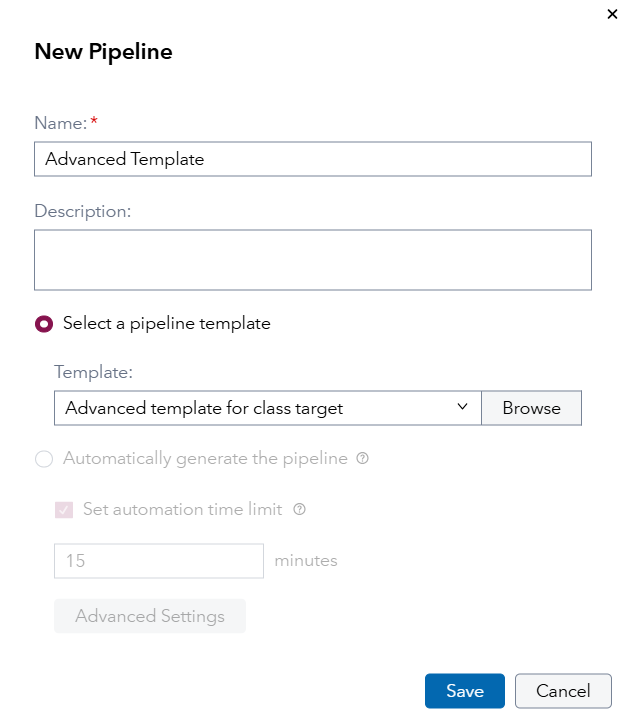 New Pipeline
Name: *
Advanced Template
Description:
Select a pipeline template
Template:
Advanced template for class target
Browse
Automatically generate the pipeline
Set automation time limit
15 minutes
Advanced Settings
Save
Cancel